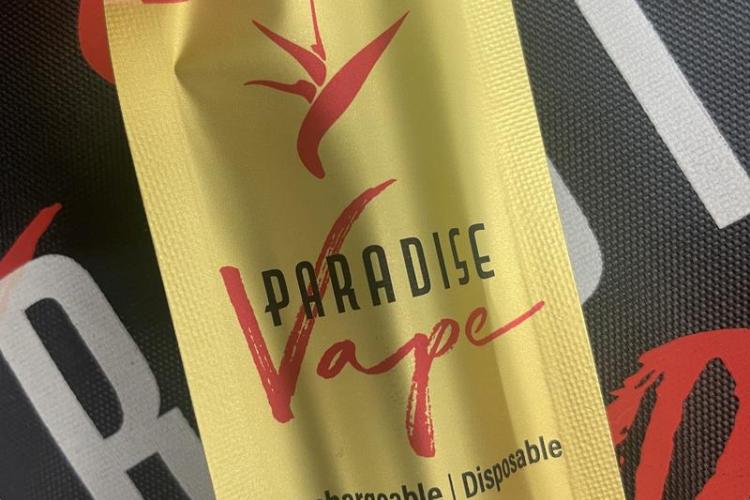 PARADISE
Vape
| Disposable